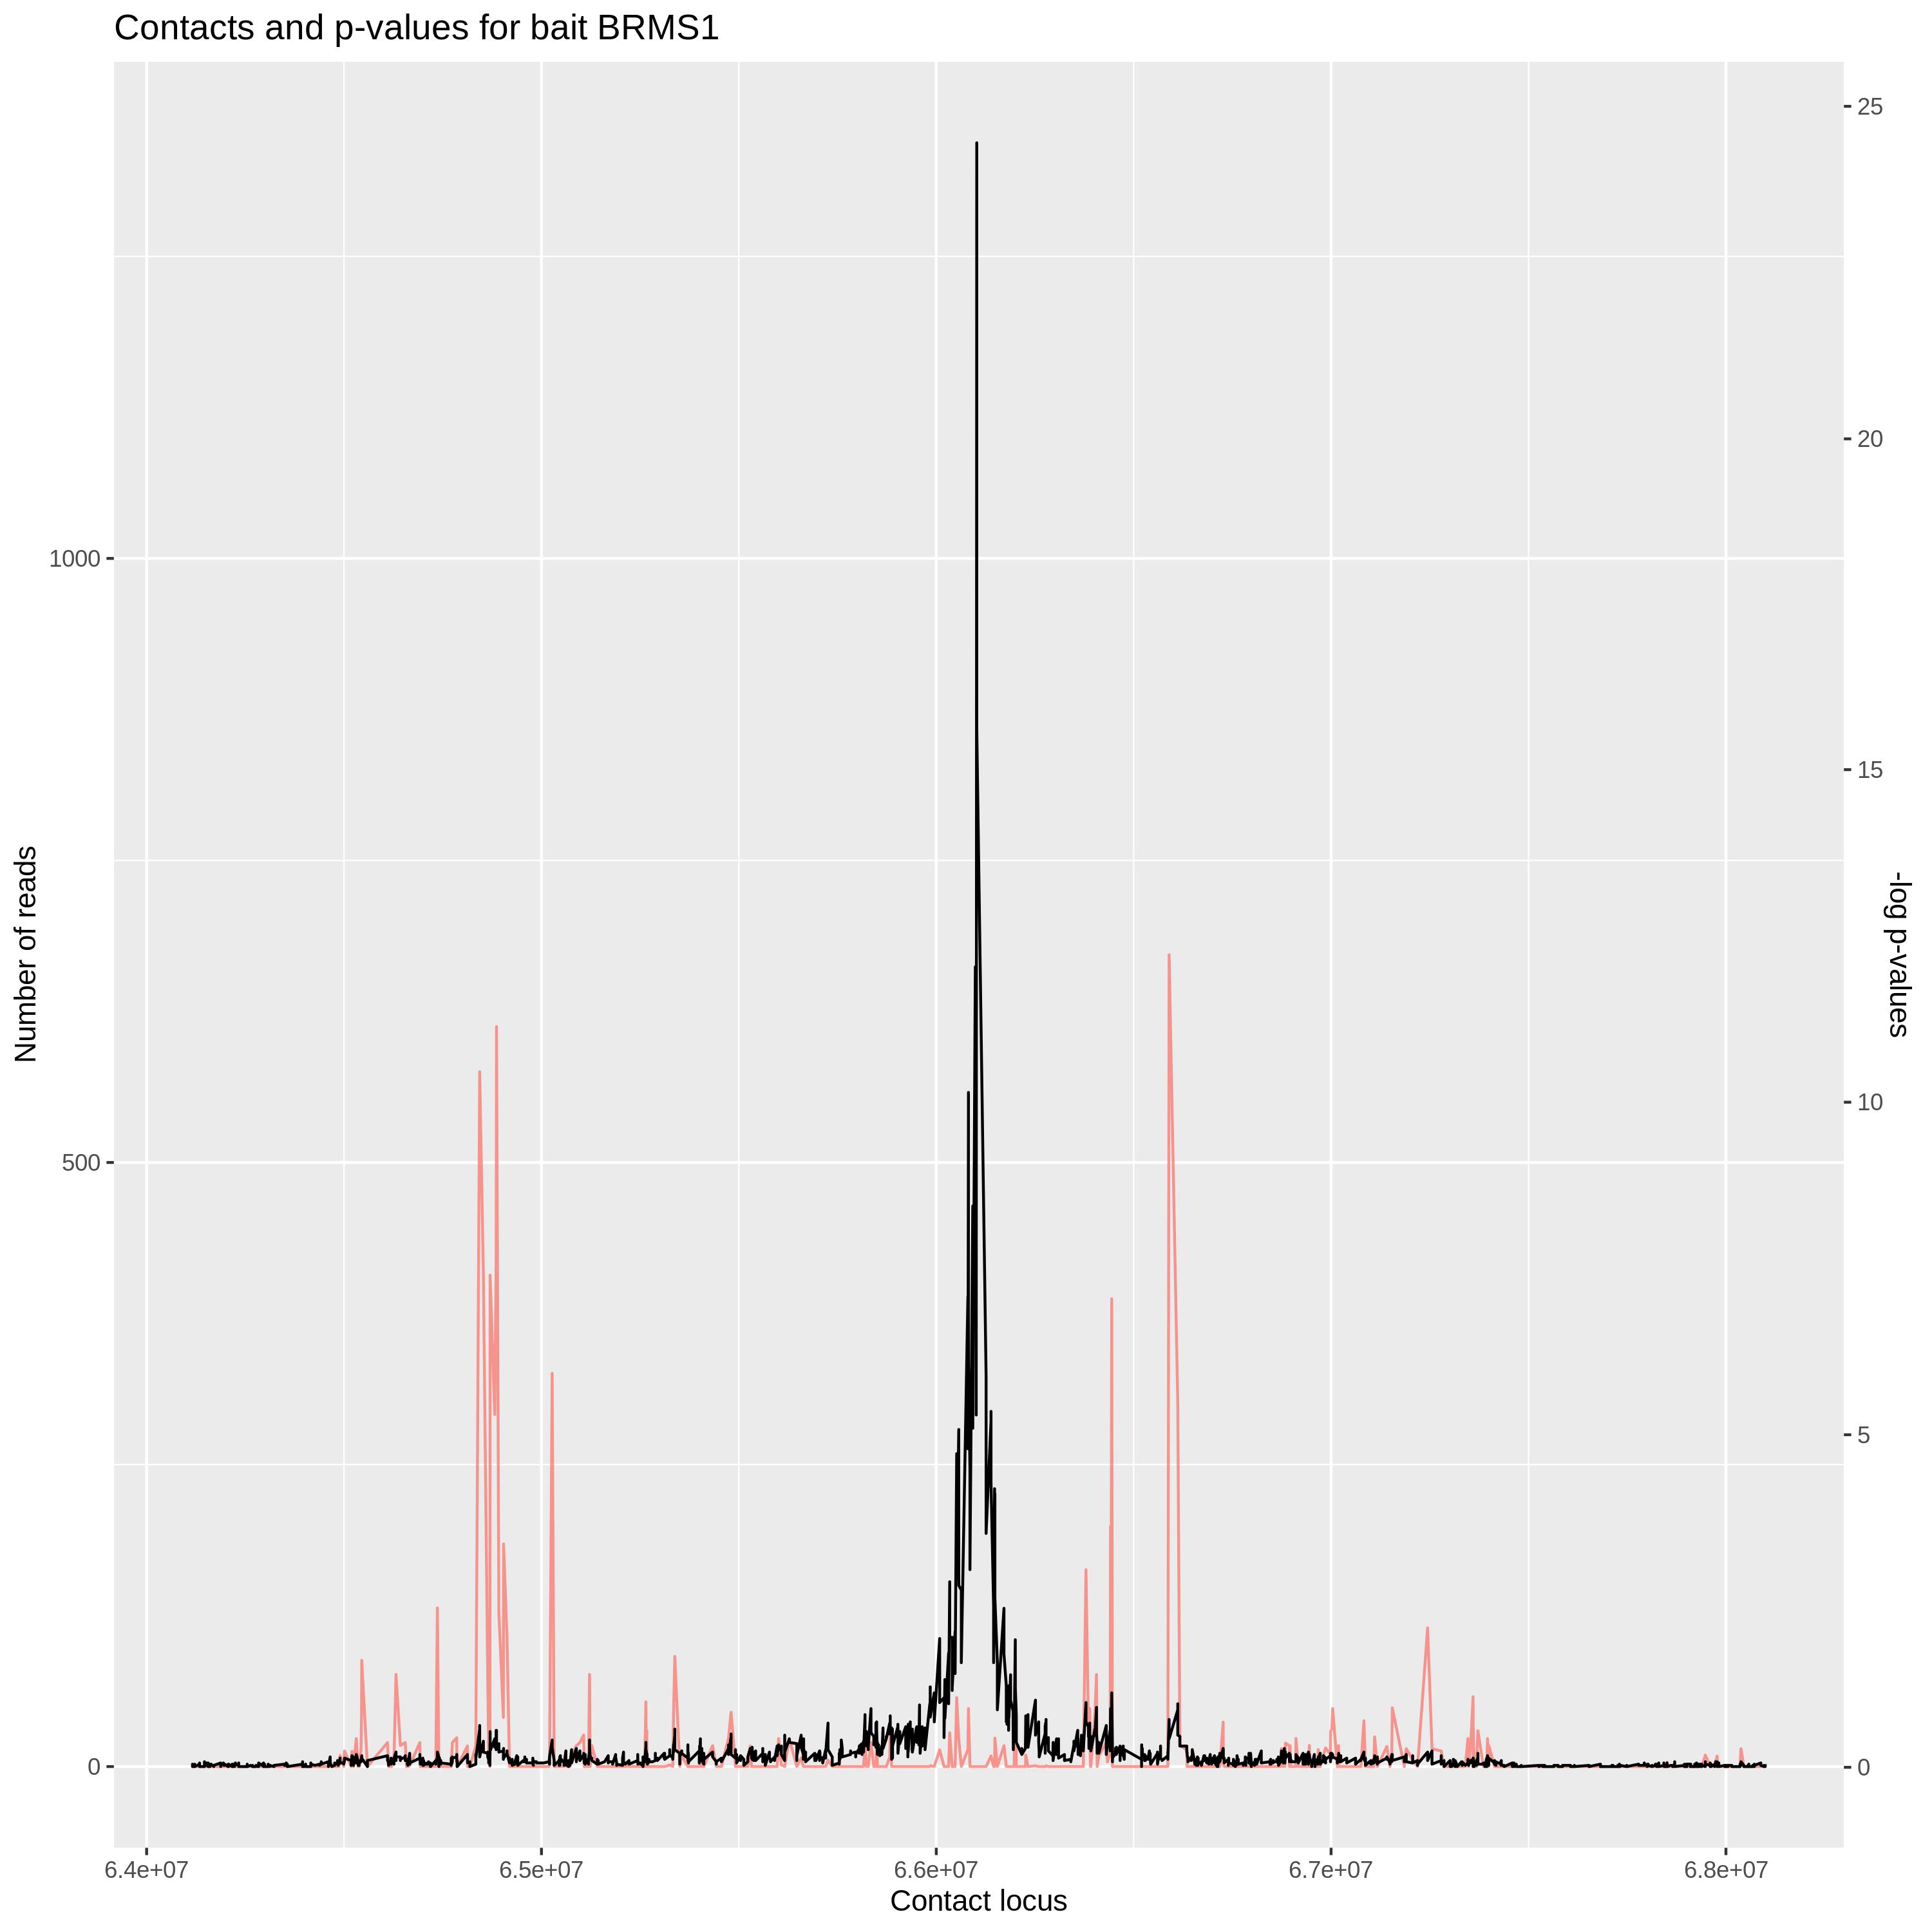 Contacts and p-values for bait BRMS1
Number of reads
1000
500
0
25
20
15
10
5
0
-log p-values
6.4e+07 6.5e+07 6.6e+07 6.7e+07 6.8e+07
Contact locus